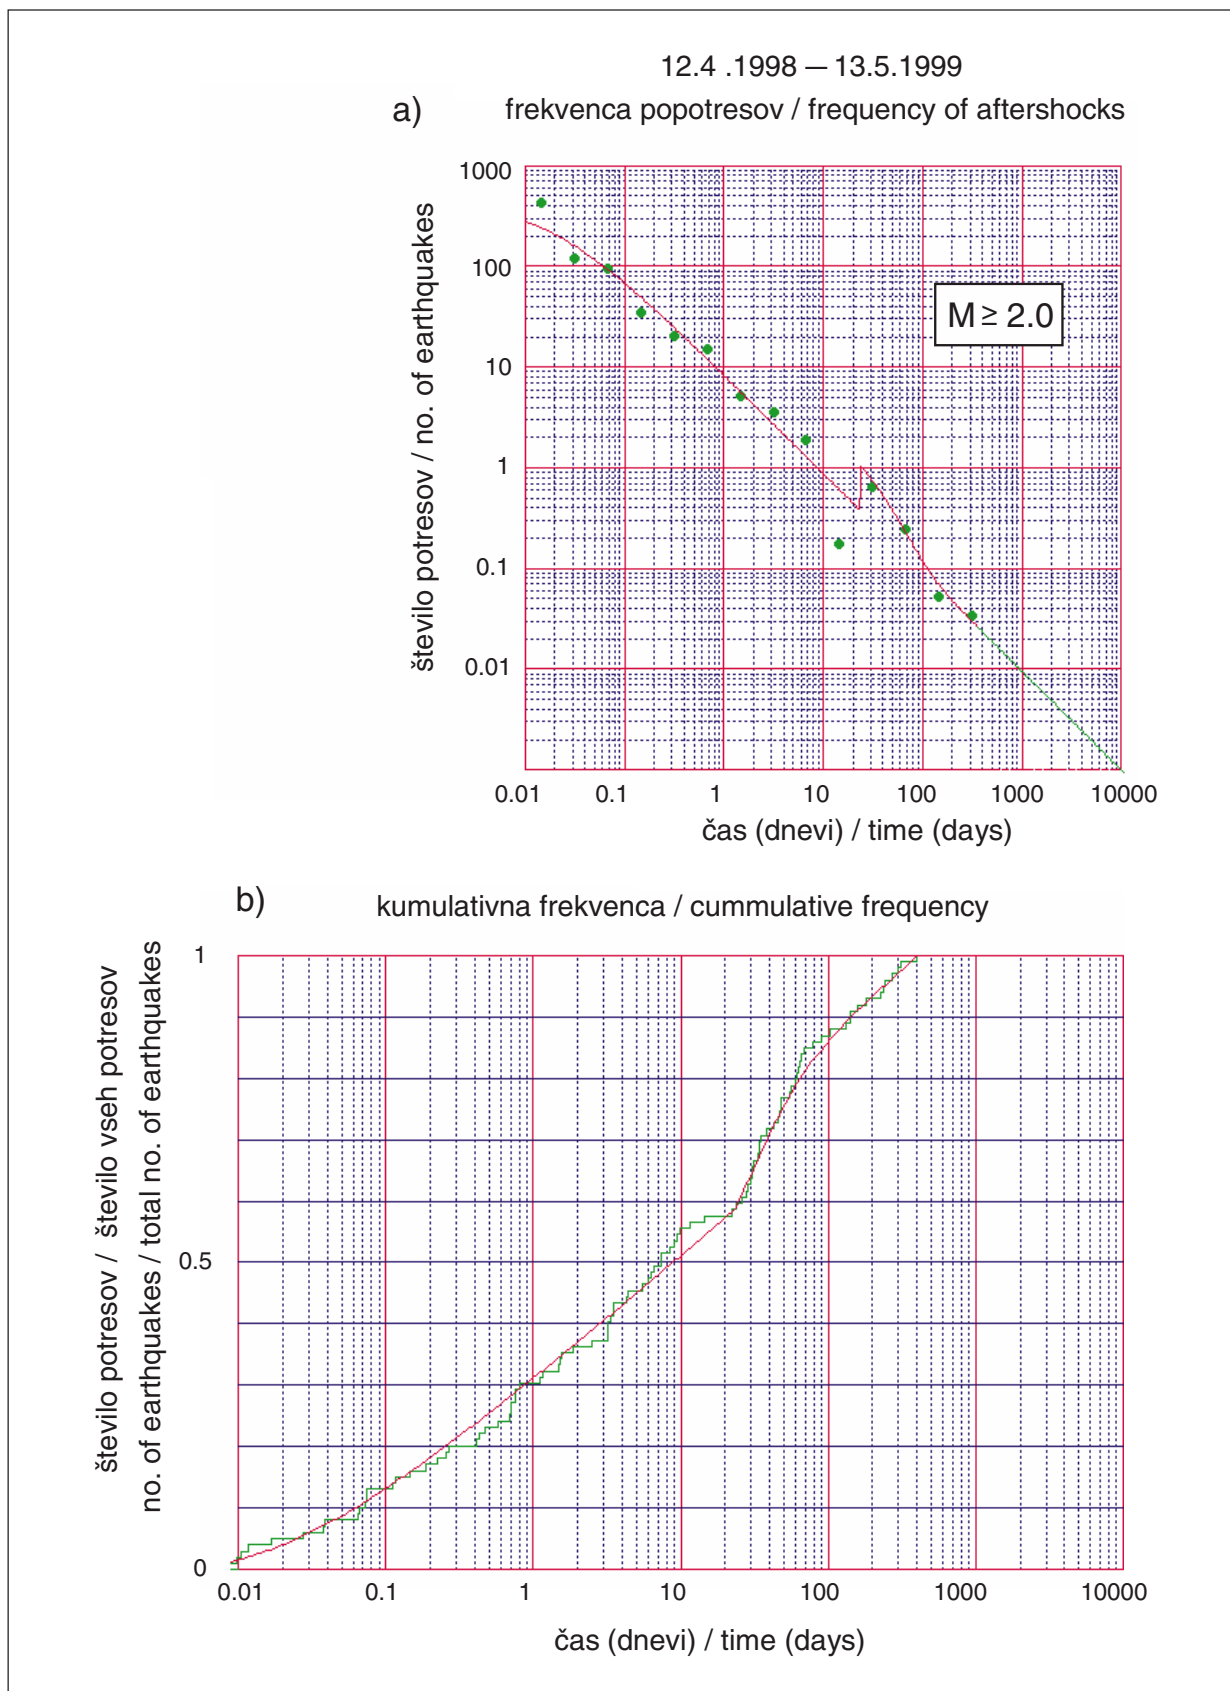 12.4 .1998 – 13.5.1999
a) frekvenca popotresov / frequency of aftershocks
število potresov / no. of earthquakes
1000
100
10
1
0.1
0.01
M ≥ 2.0
0.01 0.1 1 10 100 1000 10000
čas (dnevi) / time (days)
b) kumulativna frekvenca / cummulative frequency
število potresov / število vseh potresov
no. of earthquakes / total no. of earthquakes
1
0.5
0
0.01 0.1 1 10 100 1000 10000
čas (dnevi) / time (days)